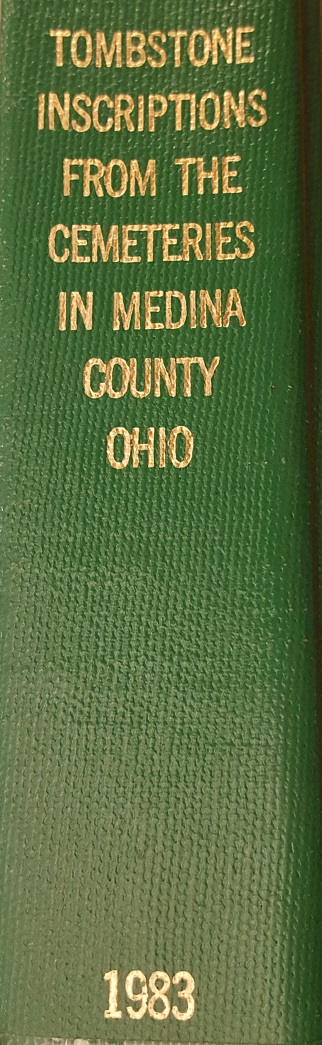 TOMBSTONE
INSCRIPTIONS
FROM THE
CEMETERIES
IN MEDINA
COUNTY
OHIO
1983